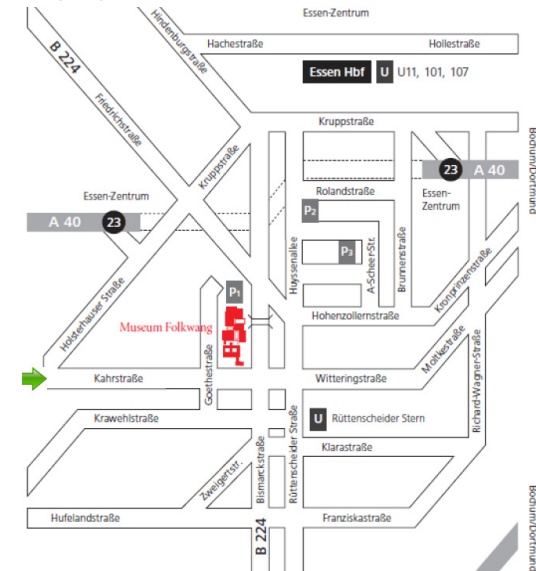 Essen-Zentrum
Hindenburgstraße
Hachestraße
Hollestraße
B 224
Essen Hbf U U11, 101, 107
Friedrichstraße
Kruppstraße
Bochum/Dortmund
Kruppstraße
23 A 40
Rolandstraße
Essen-Zentrum
Essen-
Zentrum
P2
A 40 23
Huyssenallee
P3
A-Scheer-Str.
Brunnenstraße
Kronprinzenstraße
Holsterhauser Straße
P1
Hohenzollernstraße
Museum Folkwang
Goethestraße
Moltkestraße
Richard-Wagner-Straße
Kahrstraße
Witteringstraße
Krawehlstraße
U Rüttenscheider Stern
Bismarckstraße
Rüttenscheider Straße
Klarastraße
Zweigertstr.
Hufelandstraße
Franziskastraße
B 224
Bochum/Dortmund